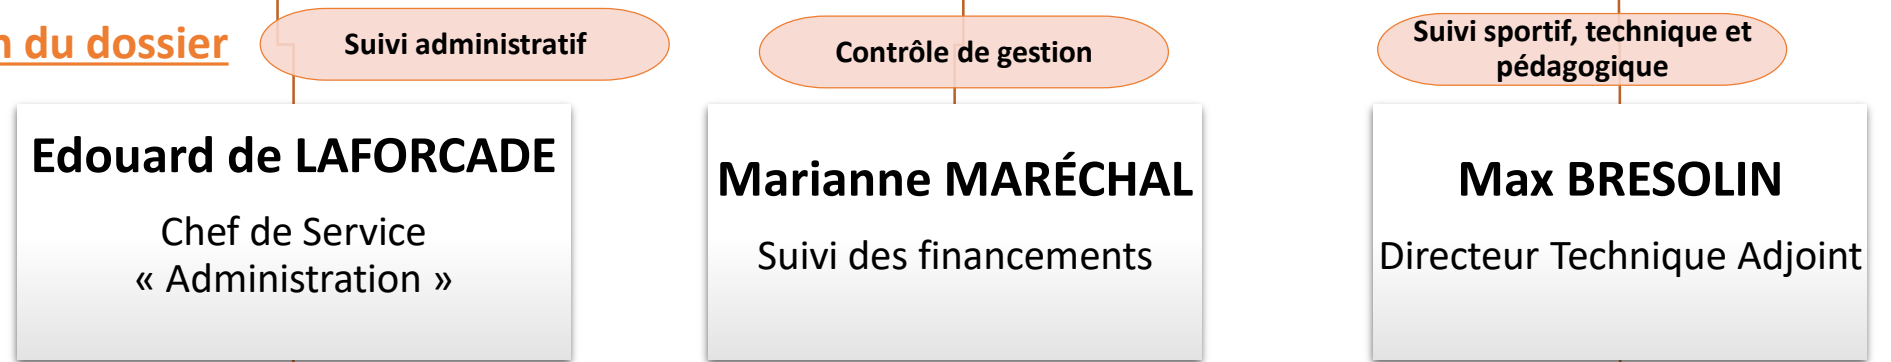 n du dossier
Suivi administratif
Contrôle de gestion
Suivi sportif, technique et
pédagogique
Edouard de LAFORCADE
Chef de Service
« Administration »
Marianne MARÉCHAL
Suivi des financements
Max BRESOLIN
Directeur Technique Adjoint